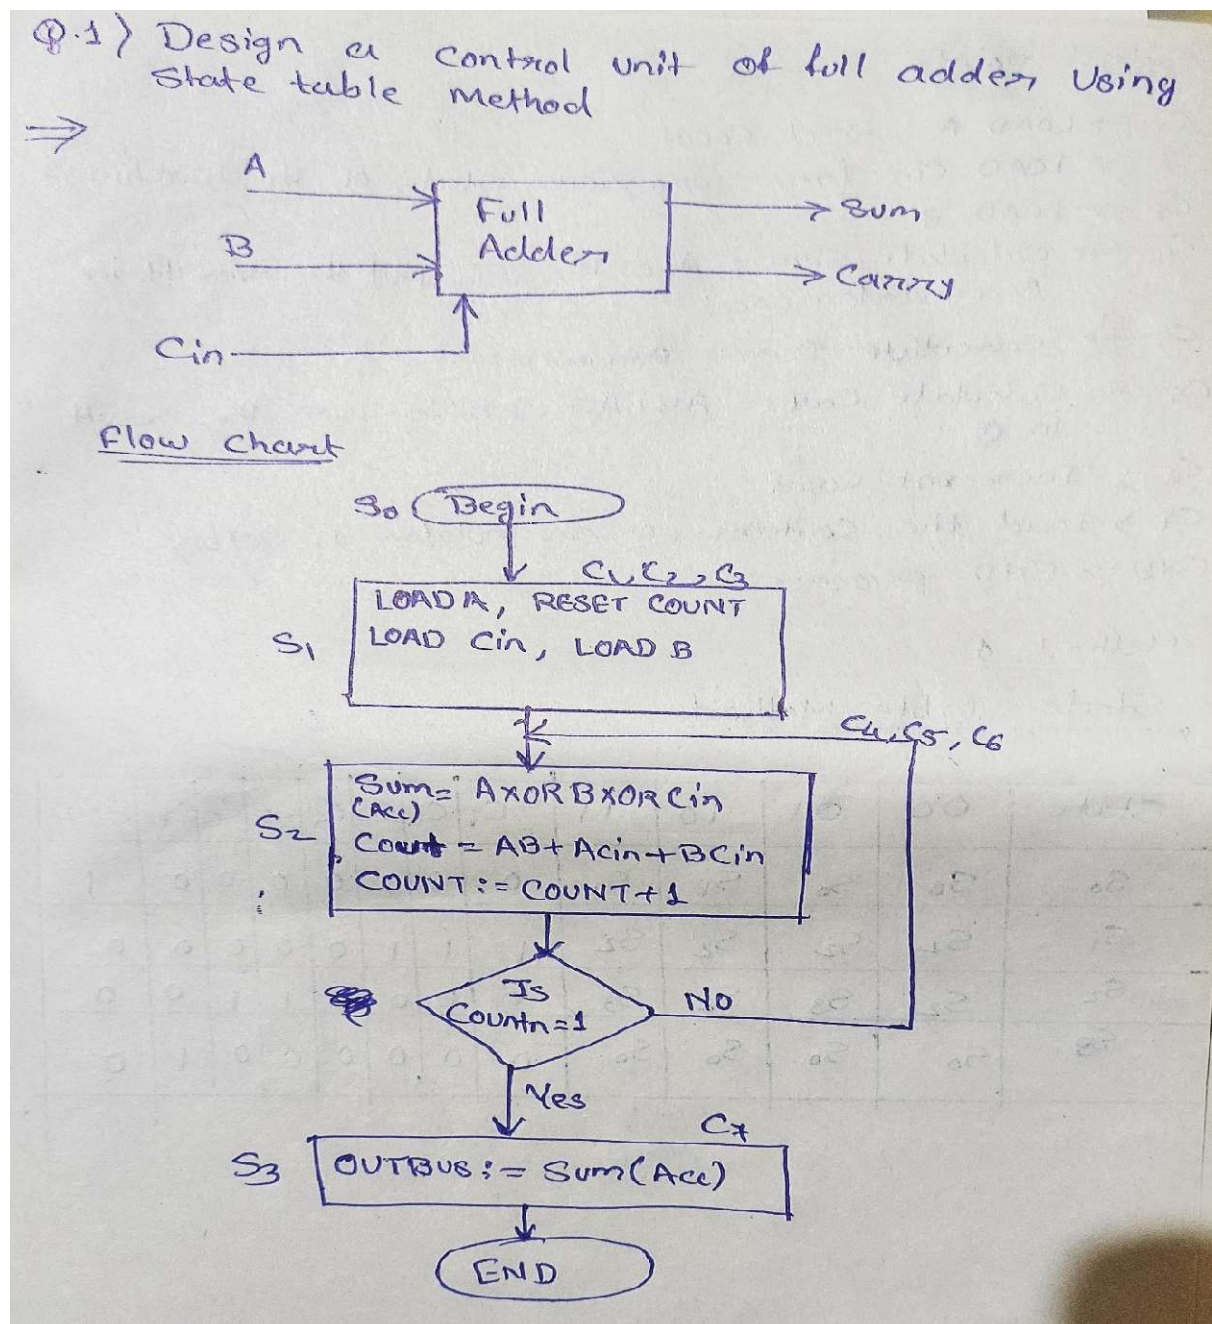 Q.1) Design a control unit of full adder Using
State table Method
⇒
A
Full
Adder
Sum
B
Carry
Cin
Flow Chart
S0 Begin
C1, C2, C3
LOAD A, RESET COUNT
S1 LOAD Cin, LOAD B
C4, C5, C6
Sum = A XOR B XOR Cin
(Acc)
S2
Cout = AB + ACin + BCin
COUNT := COUNT + 1
Is
Countn = 1
NO
Yes
C7
S3 OUTBUS := Sum (Acc)
END